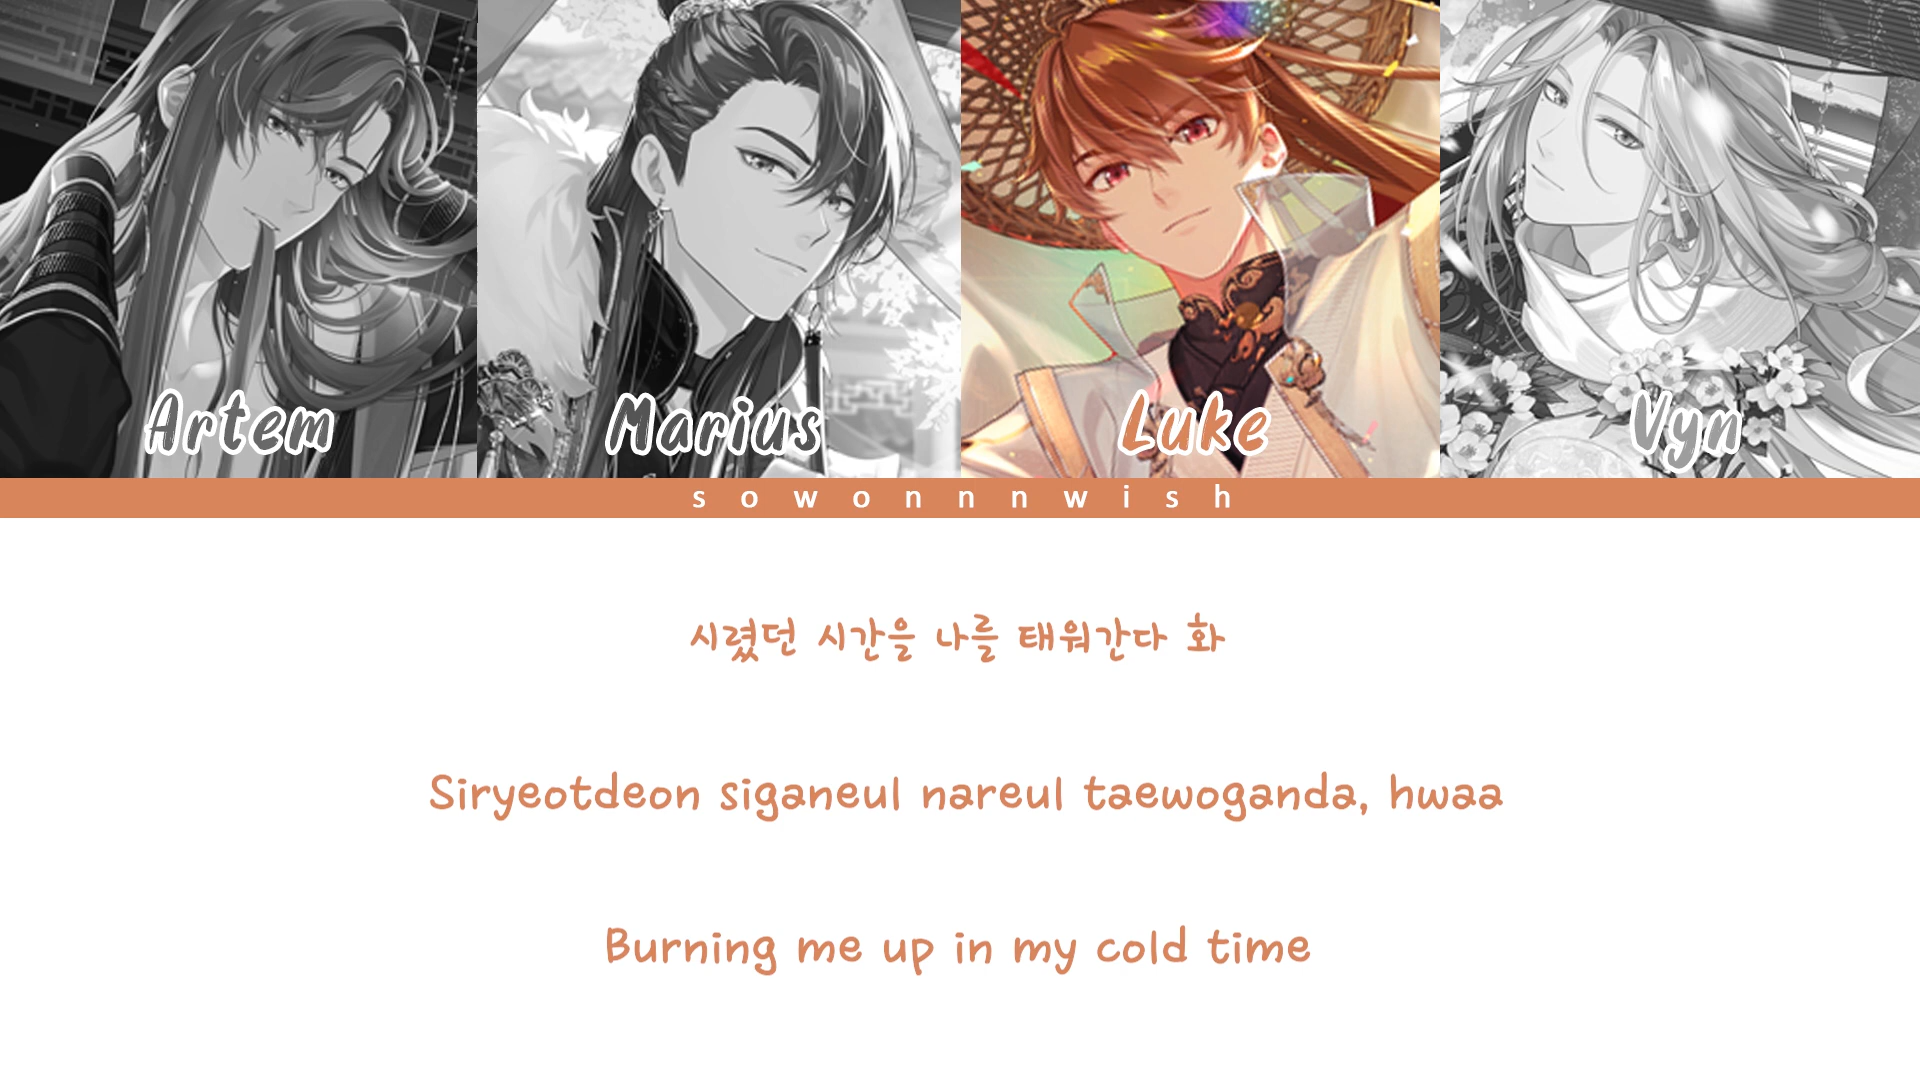 Artem Marius Luke Vyn
sowonnnwish
시렸던 시간을 나를 태워간다 화
Siryeotdeon siganeul nareul taewoganda, hwaa
Burning me up in my cold time